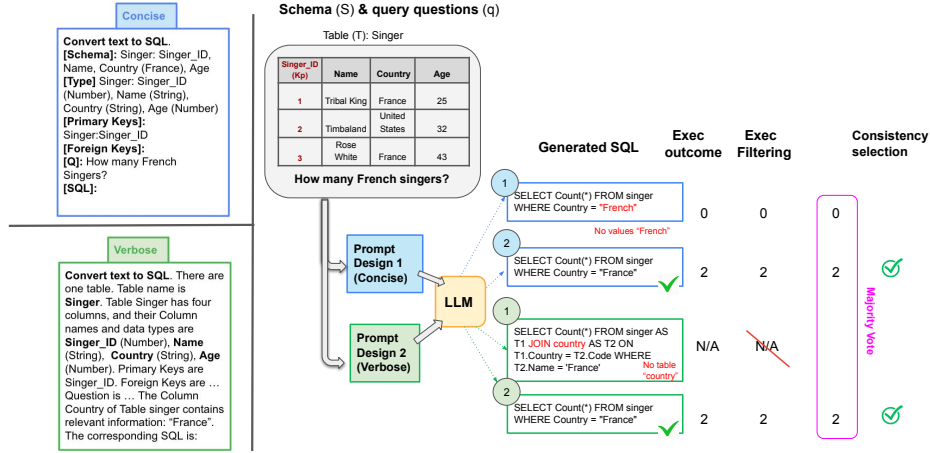 Concise
Convert text to SQL.
[Schema]: Singer: Singer_ID,
Name, Country (France), Age
[Type] Singer: Singer_ID
(Number), Name (String),
Country (String), Age (Number)
[Primary Keys]:
Singer:Singer_ID
[Foreign Keys]:
[Q]: How many French
Singers?
[SQL]:
Verbose
Convert text to SQL. There are
one table. Table name is
Singer. Table Singer has four
columns, and their Column
names and data types are
Singer_ID (Number), Name
(String), Country (String), Age
(Number). Primary Keys are
Singer_ID. Foreign Keys are …
Question is … The Column
Country of Table singer contains
relevant information: “France”.
The corresponding SQL is:
Schema (S) & query questions (q)
Table (T): Singer
Singer_ID
(Kp)
Name
Country
Age
1
Tribal King
France
25
2
Timbaland
United
States
32
3
Rose
White
France
43
How many French singers?
Prompt
Design 1
(Concise)
Prompt
Design 2
(Verbose)
LLM
Generated SQL
Exec
outcome
Exec
Filtering
Consistency
selection
1
SELECT Count(*) FROM singer
WHERE Country = "French"
No values “French”
0
0
0
2
SELECT Count(*) FROM singer
WHERE Country = "France"
2
2
2
1
SELECT Count(*) FROM singer AS
T1 JOIN country AS T2 ON
T1.Country = T2.Code WHERE
T2.Name = 'France'
No table
“country”
N/A
N/A
2
SELECT Count(*) FROM singer
WHERE Country = "France"
2
2
2
Majority Vote